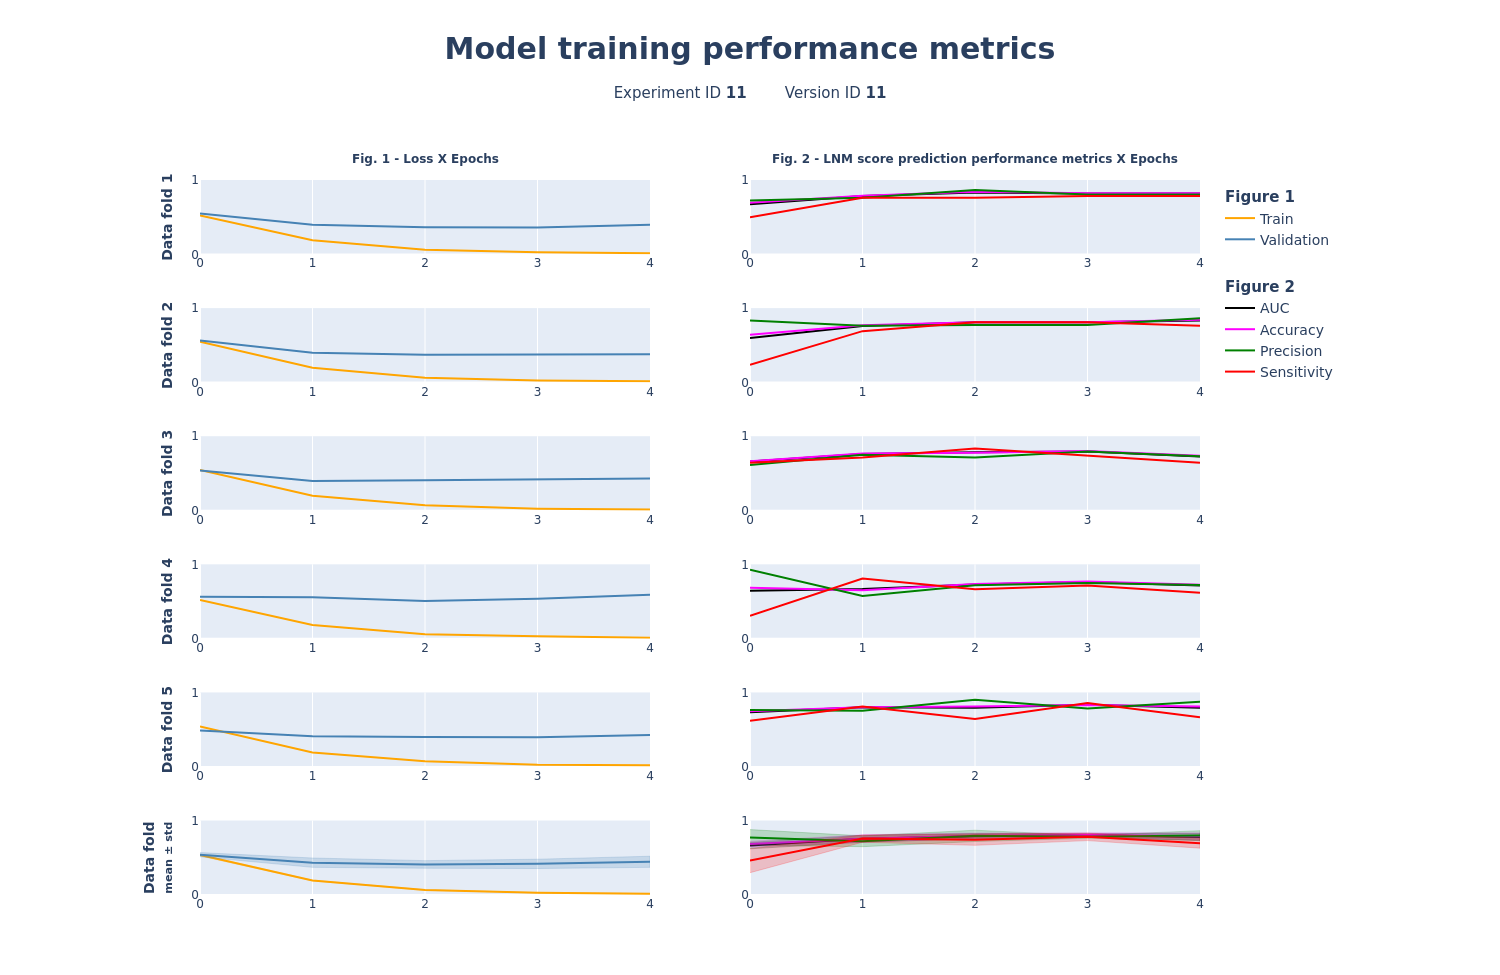 Model training performance metrics
Experiment ID 11 Version ID 11
Fig. 1 - Loss X Epochs
Fig. 2 - LNM score prediction performance metrics X Epochs
Data fold 1
1
0
0 1 2 3 4
1
0
0 1 2 3 4
Data fold 2
1
0
0 1 2 3 4
1
0
0 1 2 3 4
Data fold 3
1
0
0 1 2 3 4
1
0
0 1 2 3 4
Data fold 4
1
0
0 1 2 3 4
1
0
0 1 2 3 4
Data fold 5
1
0
0 1 2 3 4
1
0
0 1 2 3 4
Data fold
mean ± std
1
0
0 1 2 3 4
1
0
0 1 2 3 4
Figure 1
Train
Validation
Figure 2
AUC
Accuracy
Precision
Sensitivity